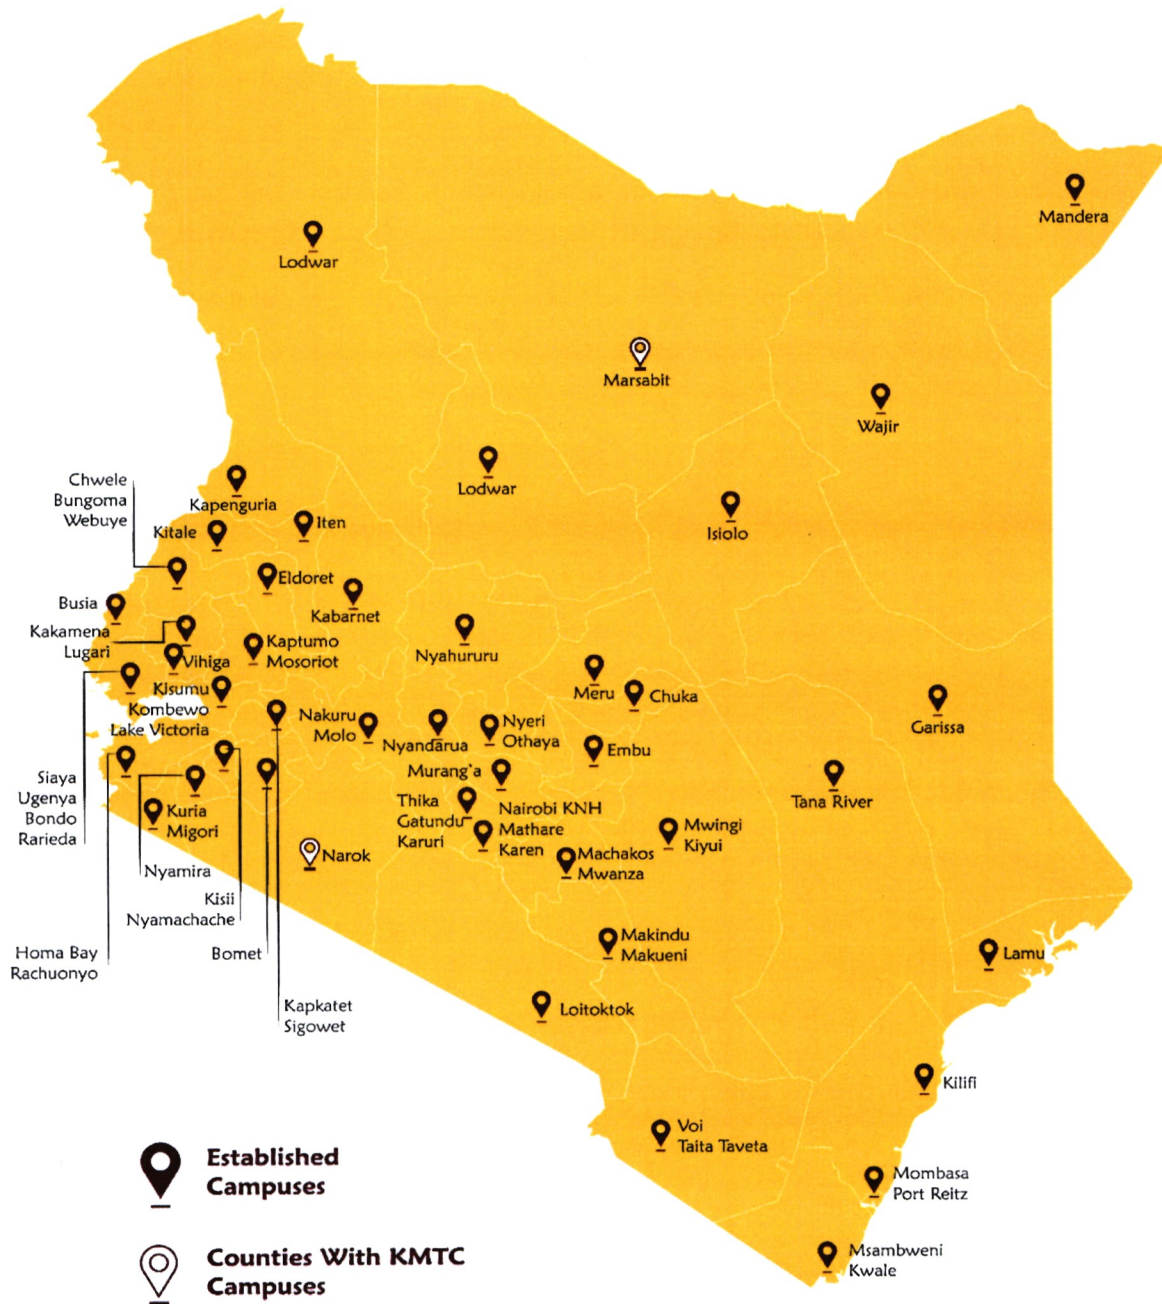 Mandera
Lodwar
Marsabit
Wajir
Lodwar
Isiolo
Chwele
Bungoma
Webuye
Kapenguria
Kitale
Iten
Eldoret
Kabarnet
Busia
Kakamena
Lugari
Vihiga
Kaptumo
Mosoriot
Nyahururu
Meru
Chuka
Garissa
Kisumu
Kombewo
Lake Victoria
Nakuru
Molo
Nyandarua
Nyeri
Othaya
Embu
Murang'a
Tana River
Siaya
Ugenya
Bondo
Rarieda
Kuria
Migori
Thika
Gatundu
Karuri
Nairobi KNH
Mathare
Karen
Mwingi
Kiyui
Machakos
Mwanza
Narok
Nyamira
Kisii
Nyamachache
Homa Bay
Rachuonyo
Bomet
Makindu
Makueni
Lamu
Kapkatet
Sigowet
Loitoktok
Kilifi
Voi
Taita Taveta
Mombasa
Port Reitz
Msambweni
Kwale
Established
Campuses
Counties With KMTC
Campuses